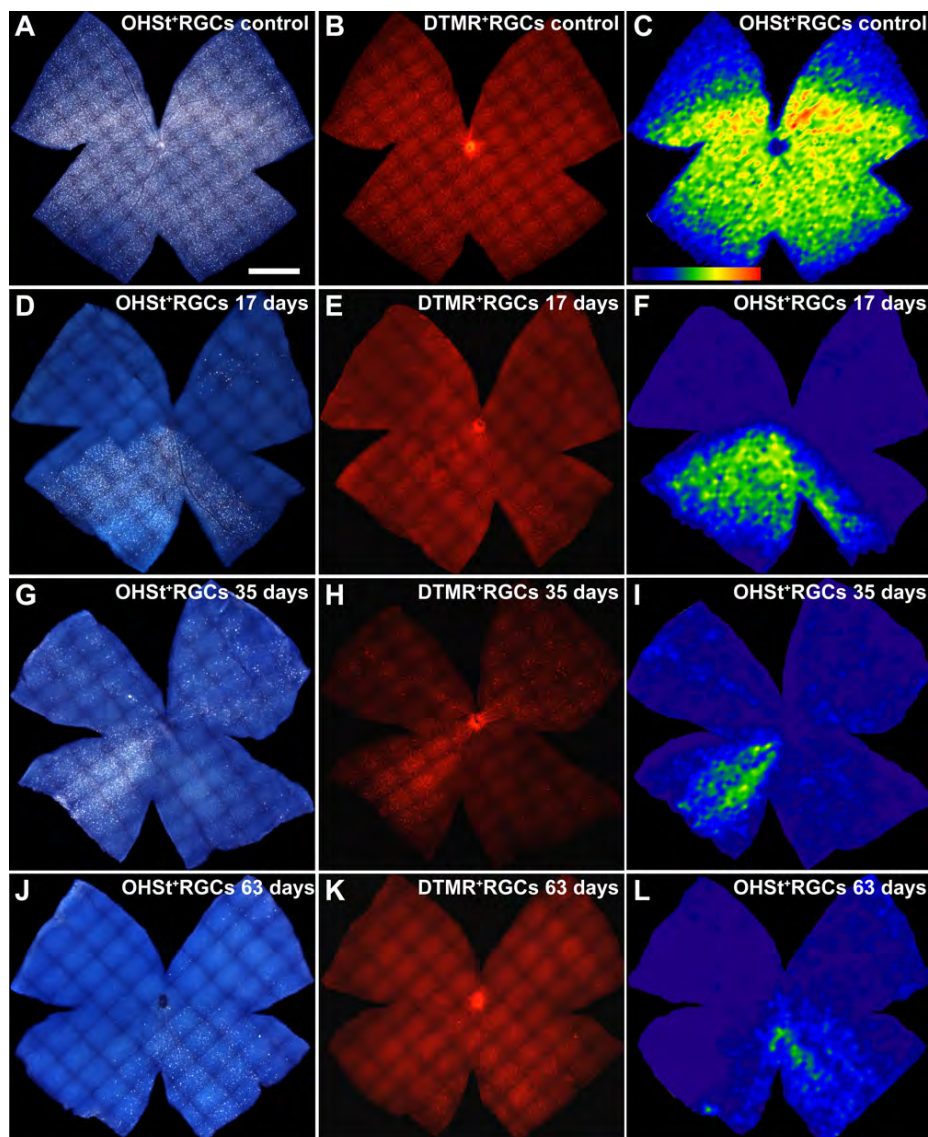 A OHSt⁺RGCs control
B DTMR⁺RGCs control
C OHSt⁺RGCs control
D OHSt⁺RGCs 17 days
E DTMR⁺RGCs 17 days
F OHSt⁺RGCs 17 days
G OHSt⁺RGCs 35 days
H DTMR⁺RGCs 35 days
I OHSt⁺RGCs 35 days
J OHSt⁺RGCs 63 days
K DTMR⁺RGCs 63 days
L OHSt⁺RGCs 63 days